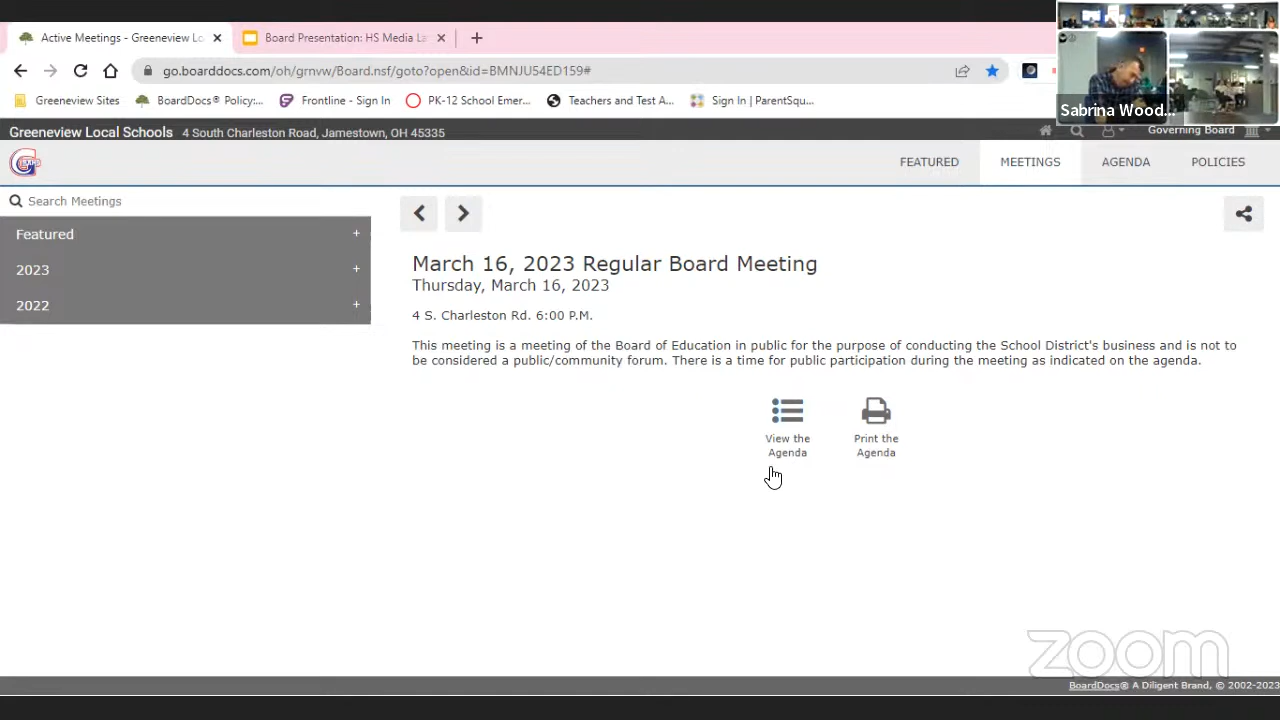 Active Meetings - Greeneview Lo
Board Presentation: HS Media La
go.boarddocs.com/oh/grnvw/Board.nsf/goto?open&id=BMNJU54ED159#
Greeneview Sites
BoardDocs® Policy:...
Frontline - Sign In
PK-12 School Emer...
Teachers and Test A...
Sign In | ParentSqu...
Sabrina Wood...
Greeneview Local Schools 4 South Charleston Road, Jamestown, OH 45335
Governing Board
FEATURED
MEETINGS
AGENDA
POLICIES
Search Meetings
Featured +
2023 +
2022 +
March 16, 2023 Regular Board Meeting
Thursday, March 16, 2023
4 S. Charleston Rd. 6:00 P.M.
This meeting is a meeting of the Board of Education in public for the purpose of conducting the School District's business and is not to
be considered a public/community forum. There is a time for public participation during the meeting as indicated on the agenda.
View the
Agenda
Print the
Agenda
zoom
BoardDocs® A Diligent Brand, © 2002-2023